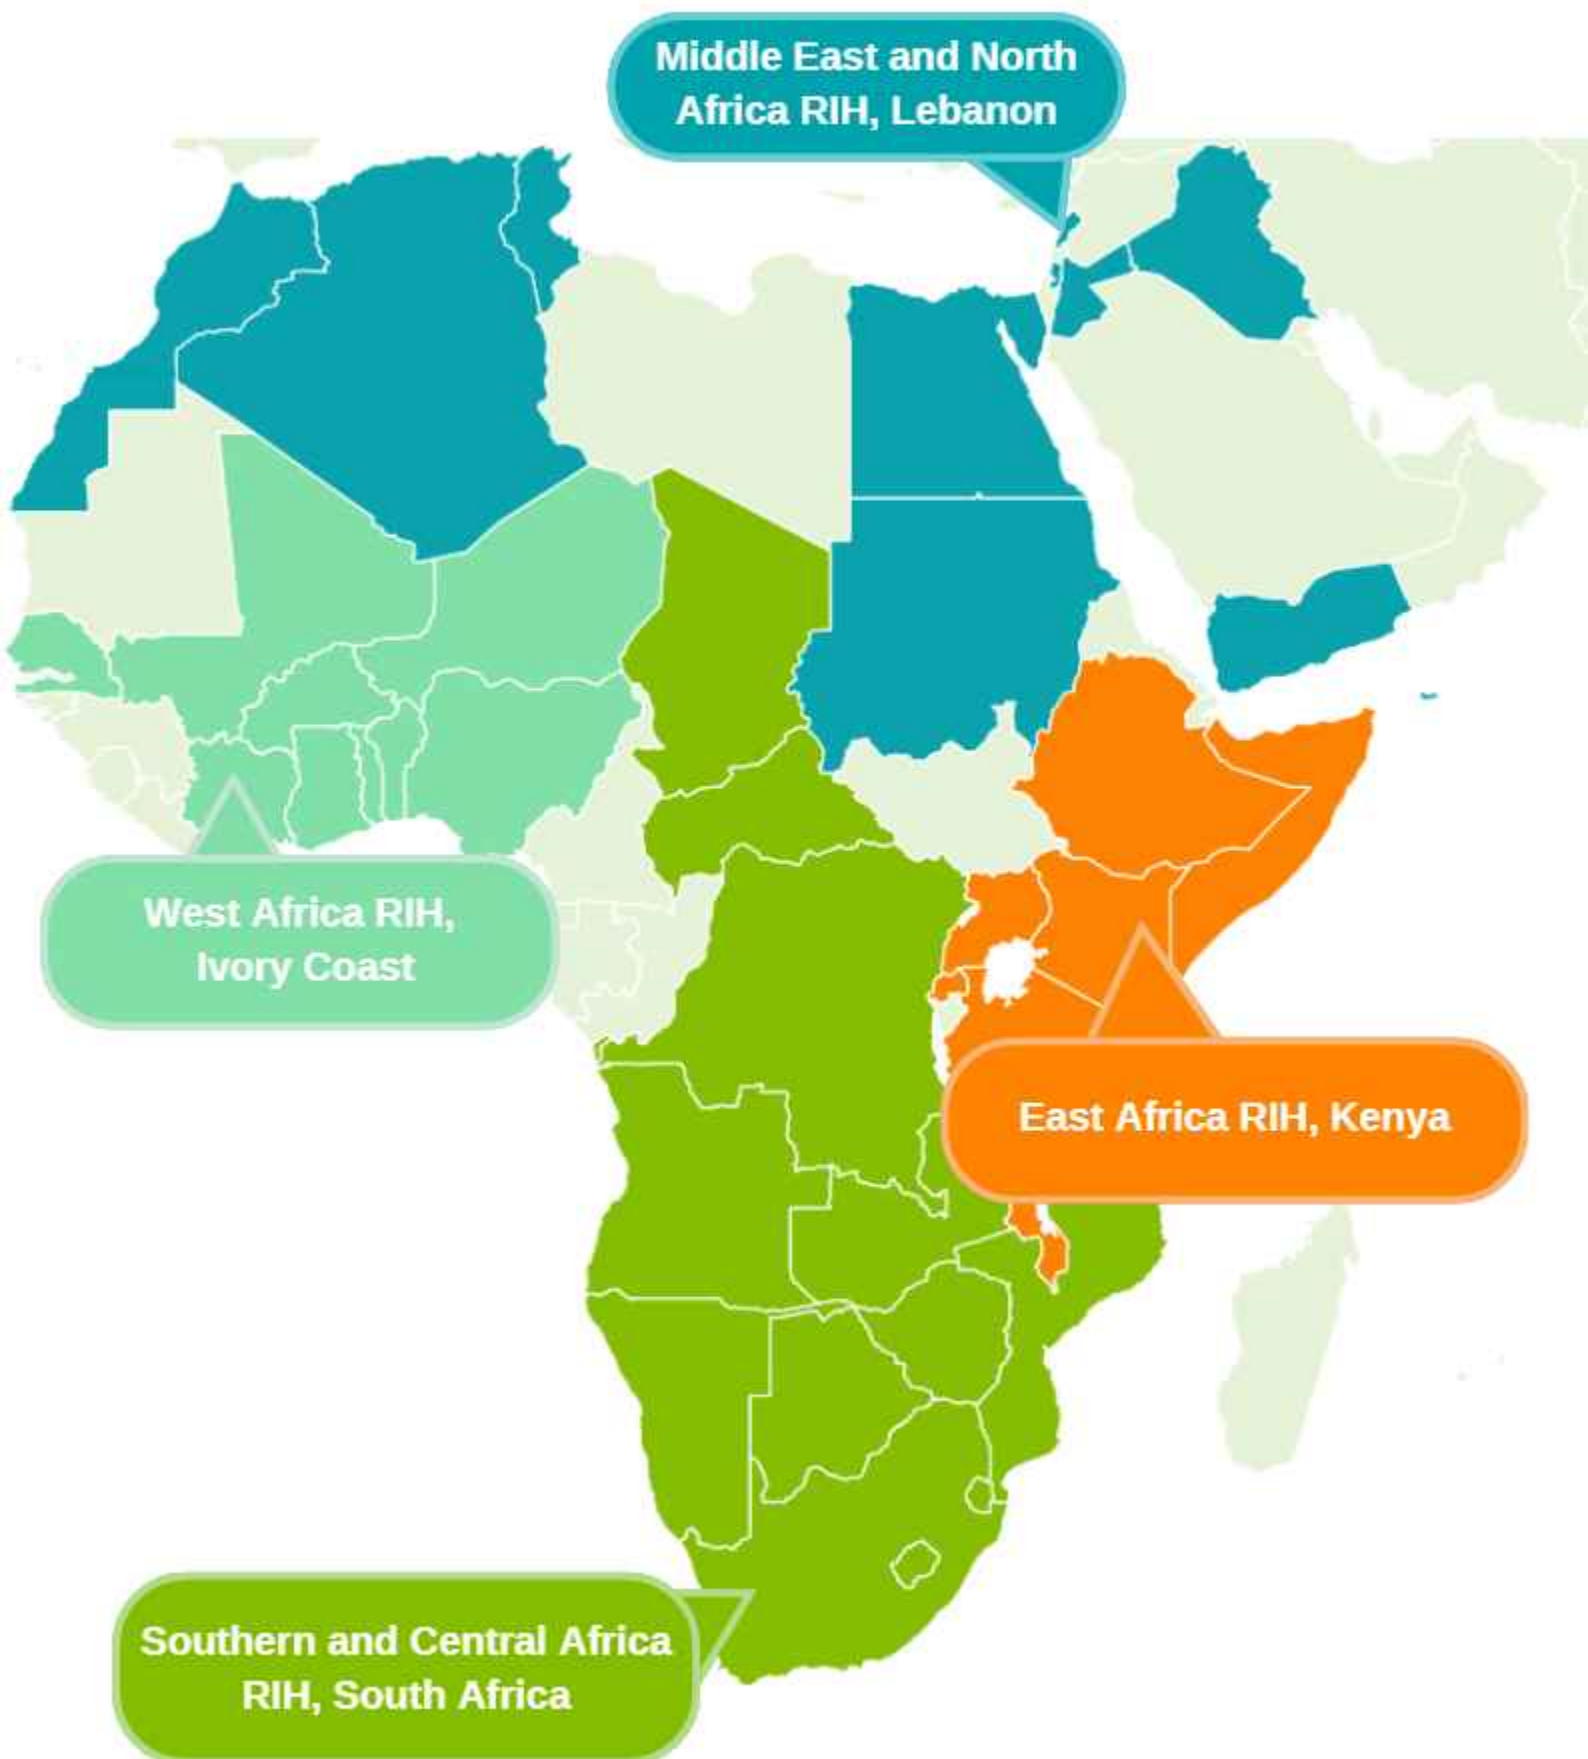 Middle East and North
Africa RIH, Lebanon
West Africa RIH,
Ivory Coast
East Africa RIH, Kenya
Southern and Central Africa
RIH, South Africa